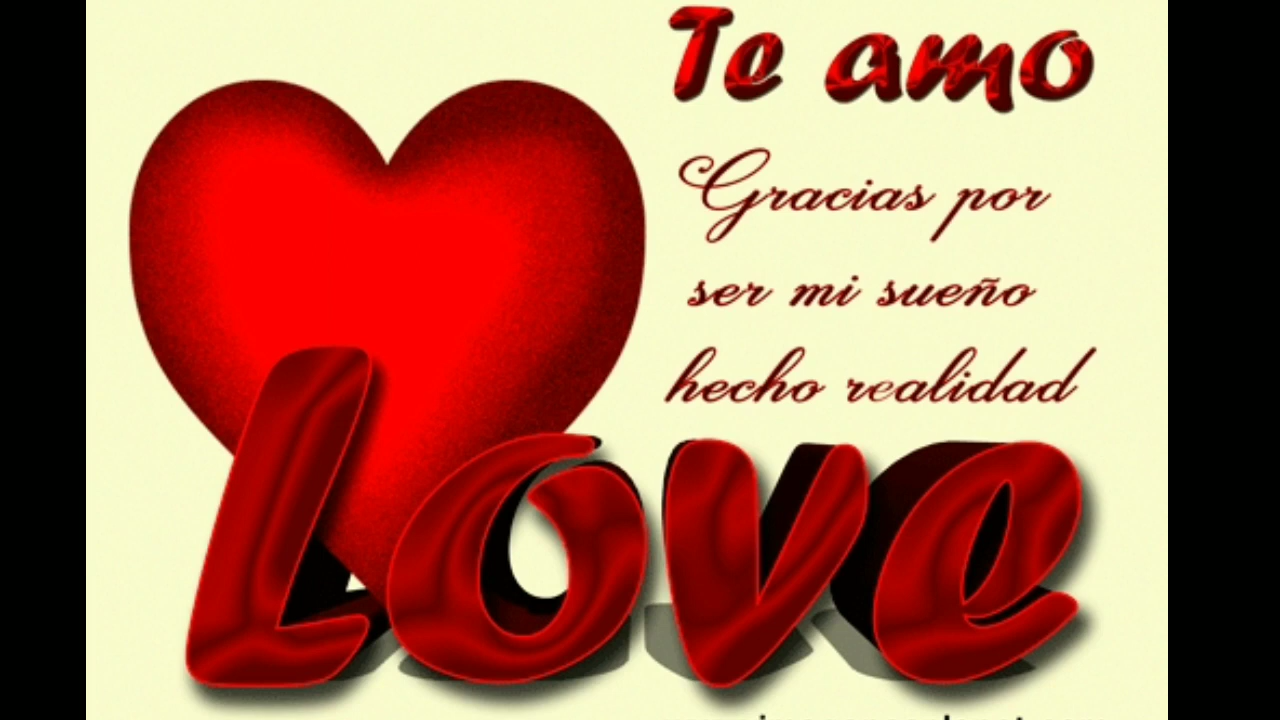 Te amo
Gracias por
ser mi sueño
hecho realidad
Love